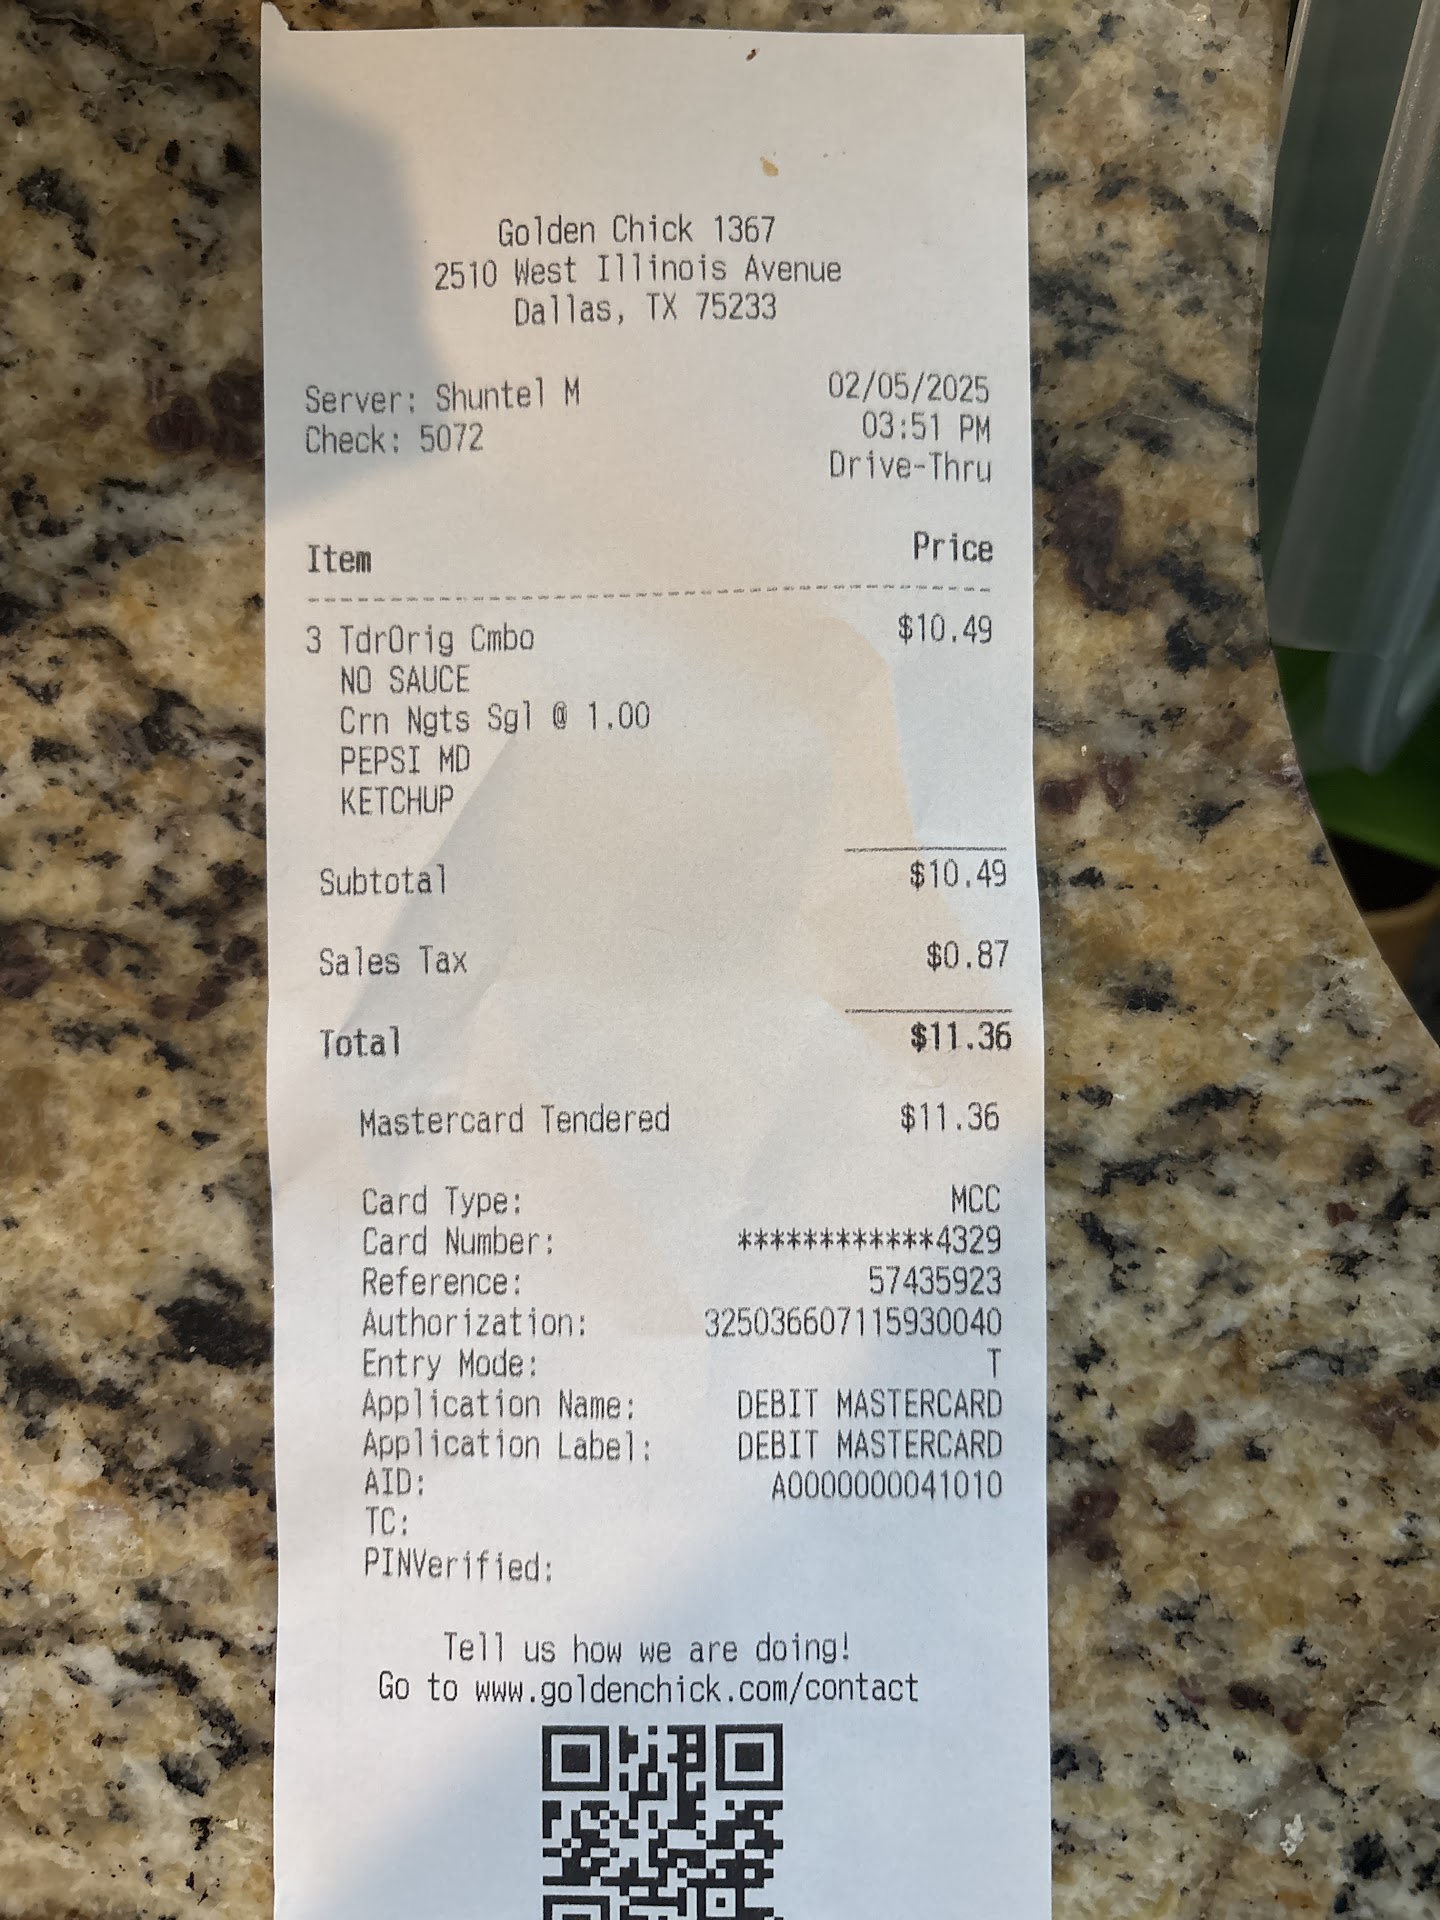 Golden Chick 1367
2510 West Illinois Avenue
Dallas, TX 75233
Server: Shuntel M 02/05/2025
Check: 5072 03:51 PM
Drive-Thru
Item Price
3 TdrOrig Cmbo $10.49
NO SAUCE
Crn Ngts Sgl @ 1.00
PEPSI MD
KETCHUP
Subtotal $10.49
Sales Tax $0.87
Total $11.36
Mastercard Tendered $11.36
Card Type: MCC
Card Number: ************4329
Reference: 57435923
Authorization: 325036607115930040
Entry Mode: T
Application Name: DEBIT MASTERCARD
Application Label: DEBIT MASTERCARD
AID: A0000000041010
TC:
PINVerified:
Tell us how we are doing!
Go to www.goldenchick.com/contact